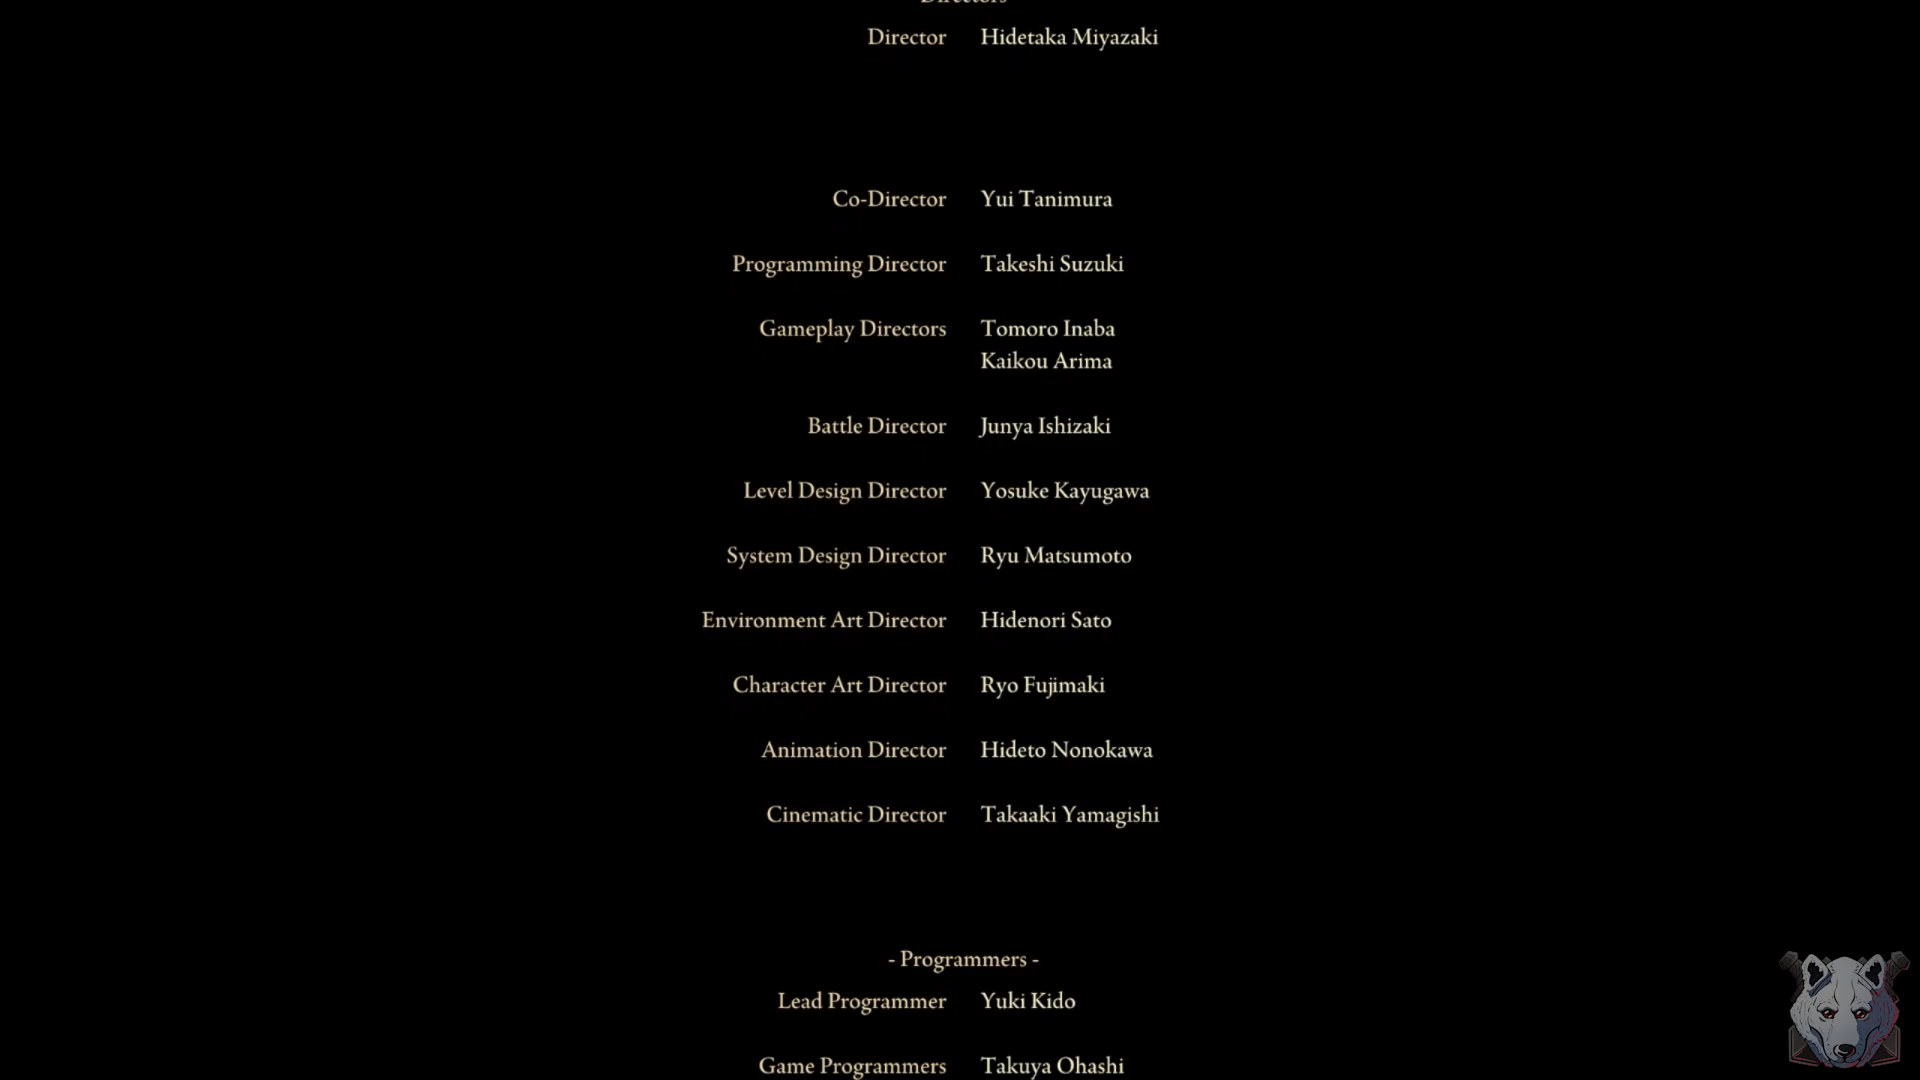 Directors
Director Hidetaka Miyazaki
Co-Director Yui Tanimura
Programming Director Takeshi Suzuki
Gameplay Directors Tomoro Inaba
Kaikou Arima
Battle Director Junya Ishizaki
Level Design Director Yosuke Kayugawa
System Design Director Ryu Matsumoto
Environment Art Director Hidenori Sato
Character Art Director Ryo Fujimaki
Animation Director Hideto Nonokawa
Cinematic Director Takaaki Yamagishi
- Programmers -
Lead Programmer Yuki Kido
Game Programmers Takuya Ohashi